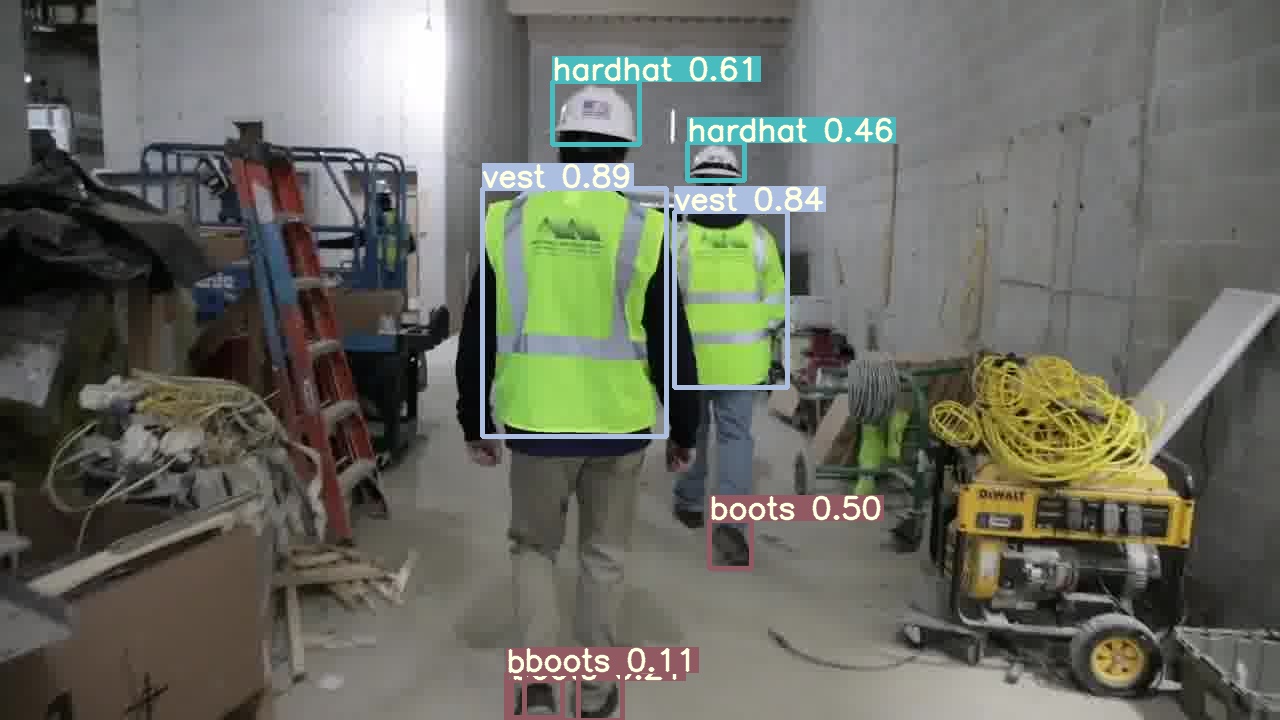 hardhat 0.61
hardhat 0.46
vest 0.89
vest 0.84
DEWALT
boots 0.50
bboots 0.11